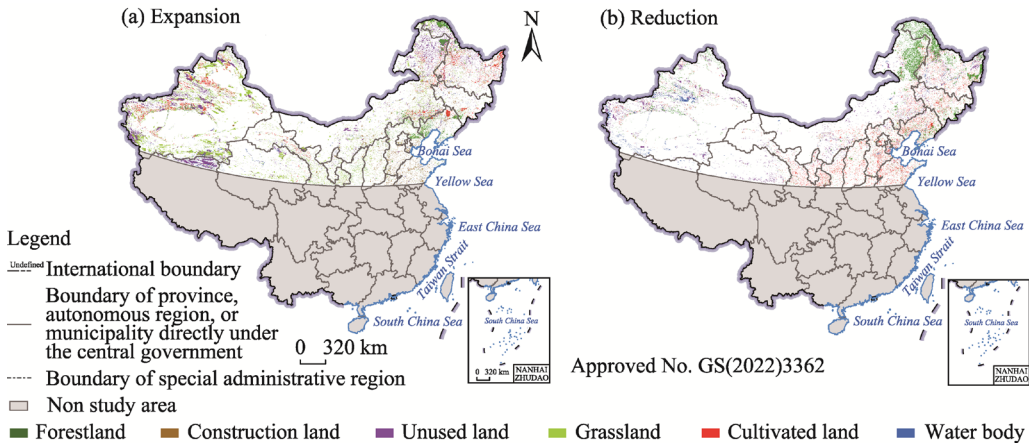 (a) Expansion
N
(b) Reduction
Bohai Sea
Yellow Sea
East China Sea
Taiwan Strait
South China Sea
Bohai Sea
Yellow Sea
East China Sea
Taiwan Strait
South China Sea
Legend
Undefined
International boundary
Boundary of province,
autonomous region, or
municipality directly under
the central government
Boundary of special administrative region
Non study area
0 320 km
South China Sea
0 320 km
NANHAI
ZHUDAO
Approved No. GS(2022)3362
South China Sea
NANHAI
ZHUDAO
Forestland Construction land Unused land Grassland Cultivated land Water body